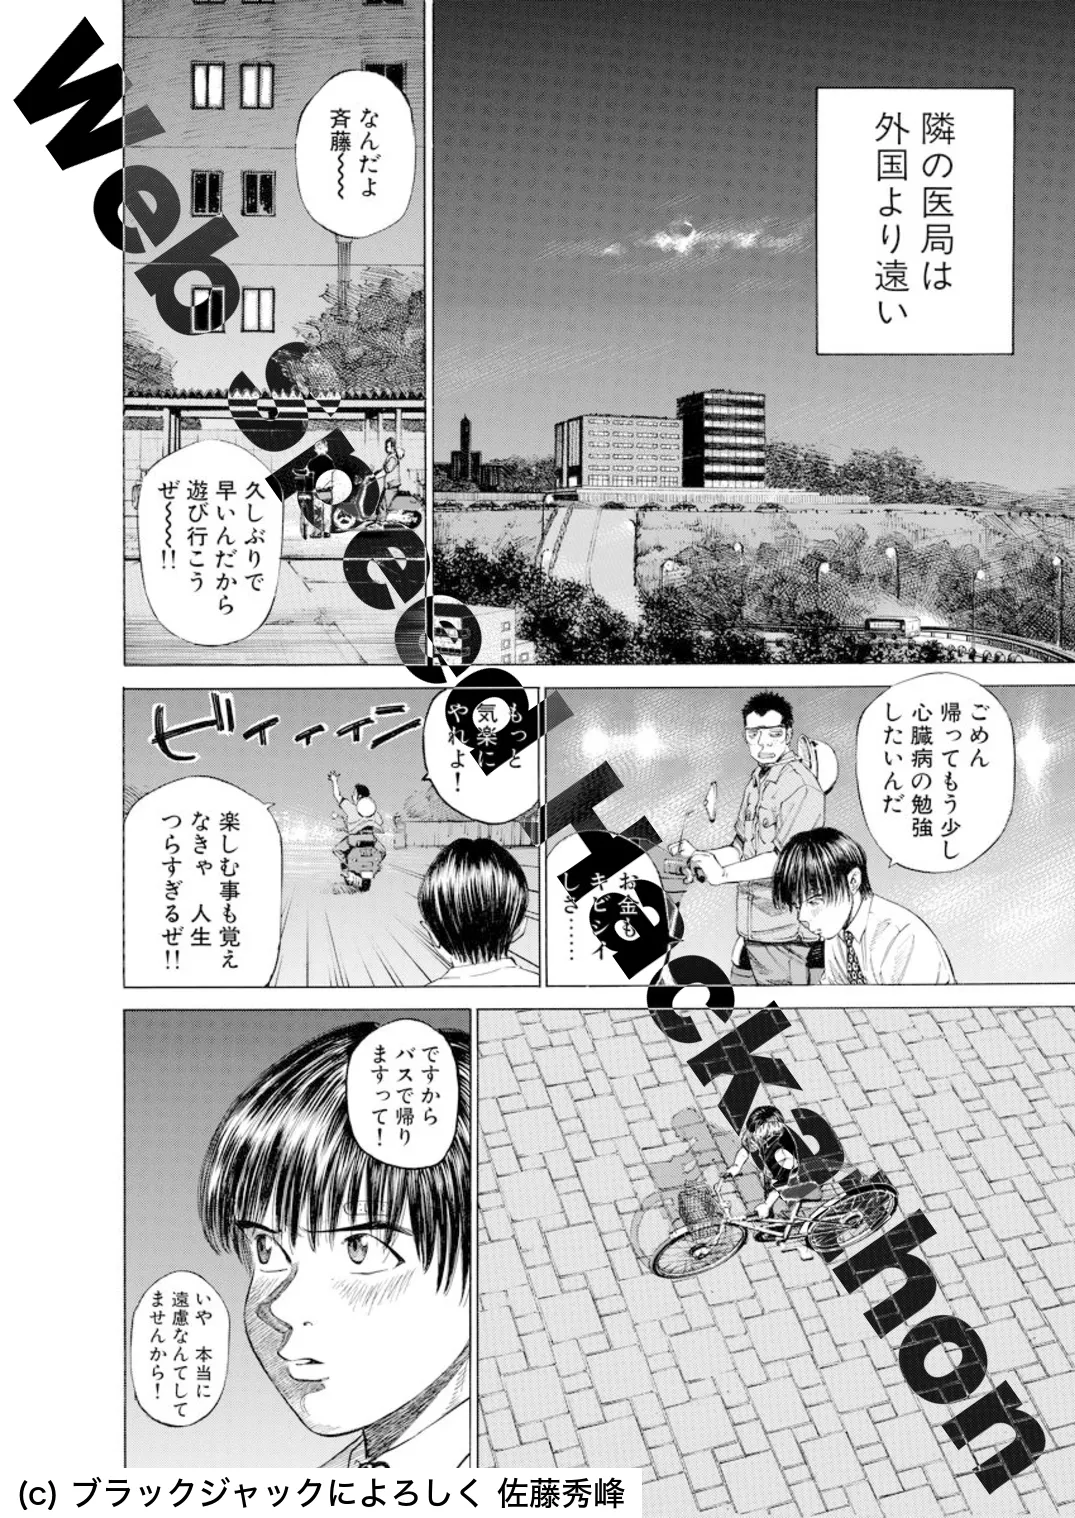 隣の医局は
外国より遠い
なんだよ
斉藤～～
久しぶりで
早いんだから
遊び行こう
ぜ～～!!
ごめん
帰ってもう少し
心臓病の勉強
したいんだ
お金も
キビシイ
しさ……
もっと
気楽に
やれよ!
ビィィィン
楽しむ事も覚え
なきゃ 人生
つらすぎるぜ!!
ですから
バスで帰り
ますって!
いや 本当に
遠慮なんてして
ませんから!
Web Space: ÜHackannon
(c) ブラックジャックによろしく 佐藤秀峰